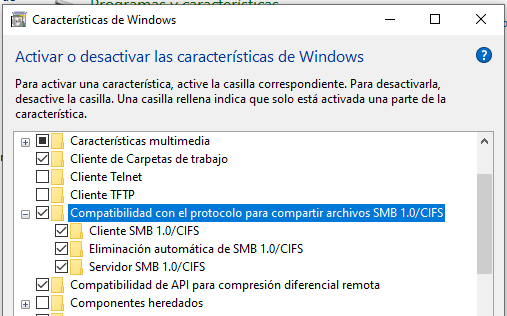 Programas y características
Características de Windows
Activar o desactivar las características de Windows
Para activar una característica, active la casilla correspondiente. Para desactivarla,
desactive la casilla. Una casilla rellena indica que solo está activada una parte de la
característica.
Características multimedia
Cliente de Carpetas de trabajo
Cliente Telnet
Cliente TFTP
Compatibilidad con el protocolo para compartir archivos SMB 1.0/CIFS
Cliente SMB 1.0/CIFS
Eliminación automática de SMB 1.0/CIFS
Servidor SMB 1.0/CIFS
Compatibilidad de API para compresión diferencial remota
Componentes heredados